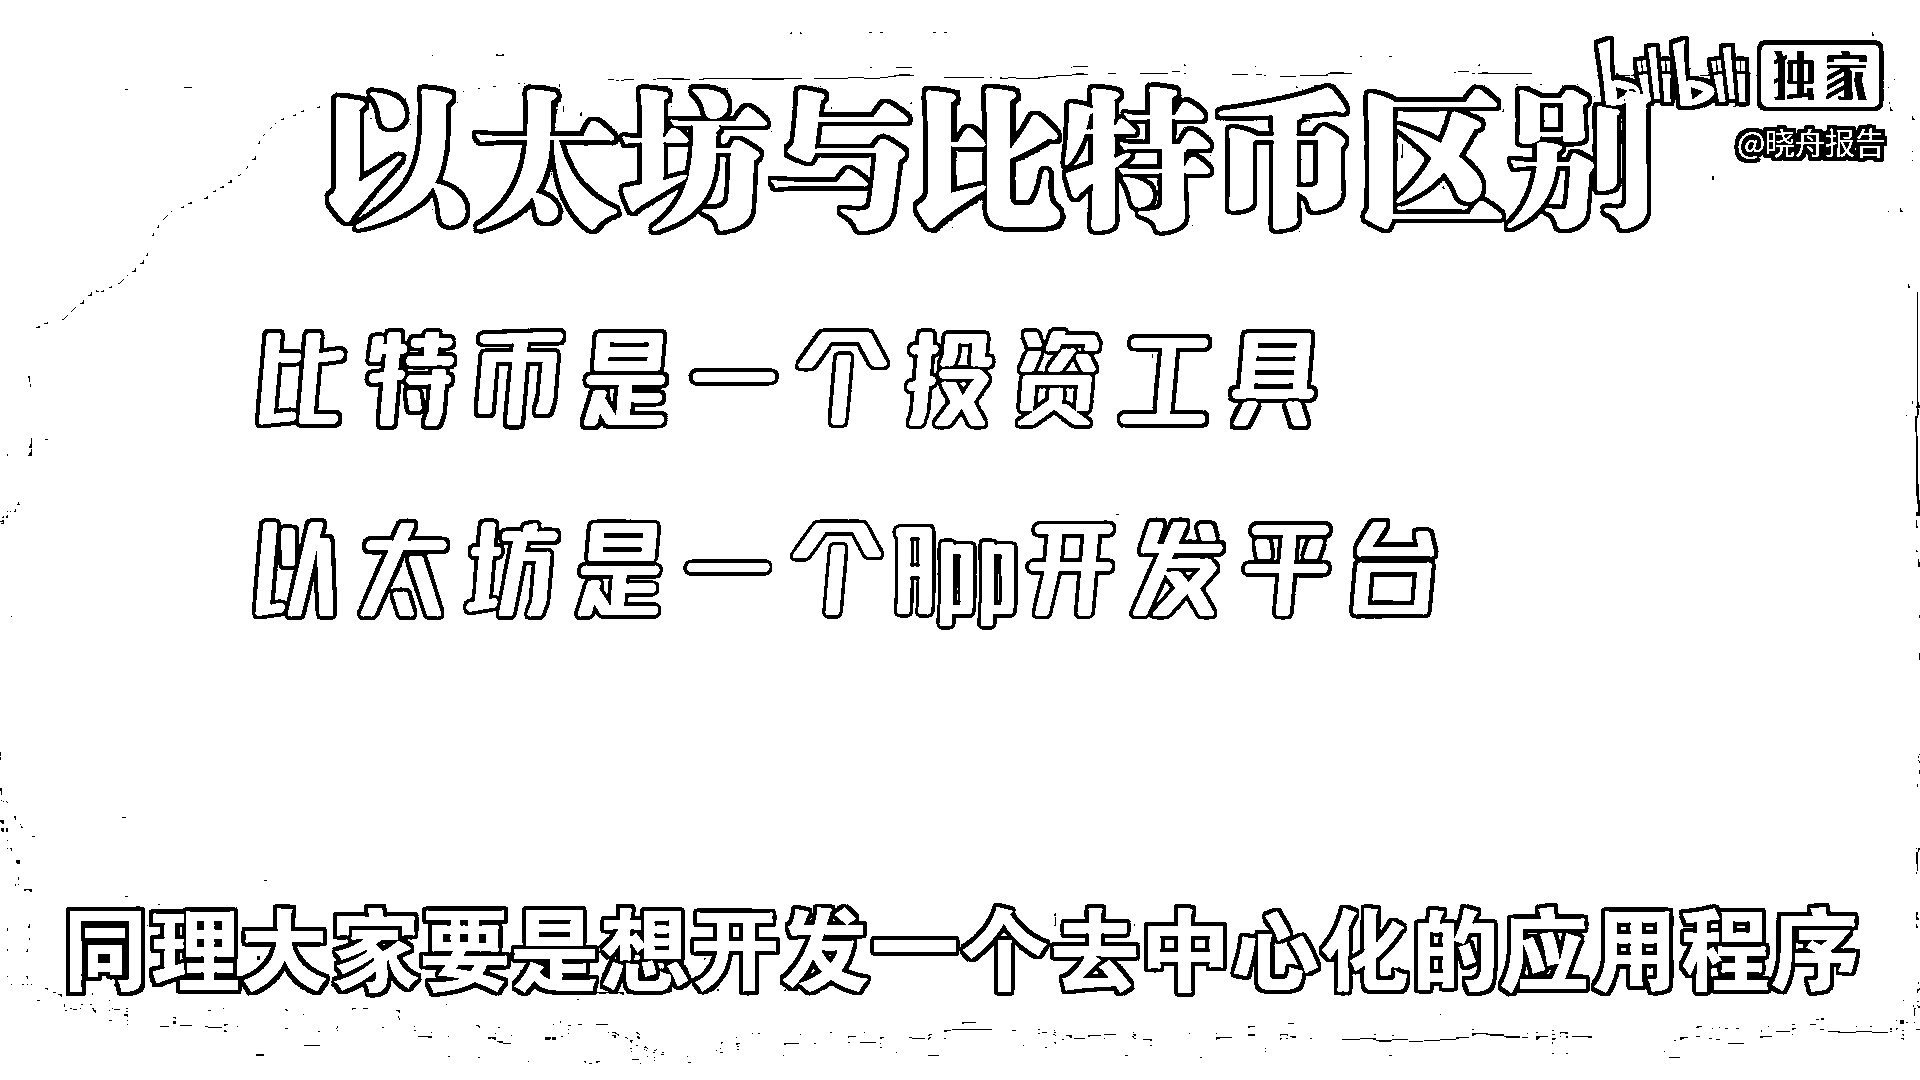 bilibili 独家
@晓舟报告
以太坊与比特币区别
比特币是一个投资工具
以太坊是一个App开发平台
同理大家要是想开发一个去中心化的应用程序